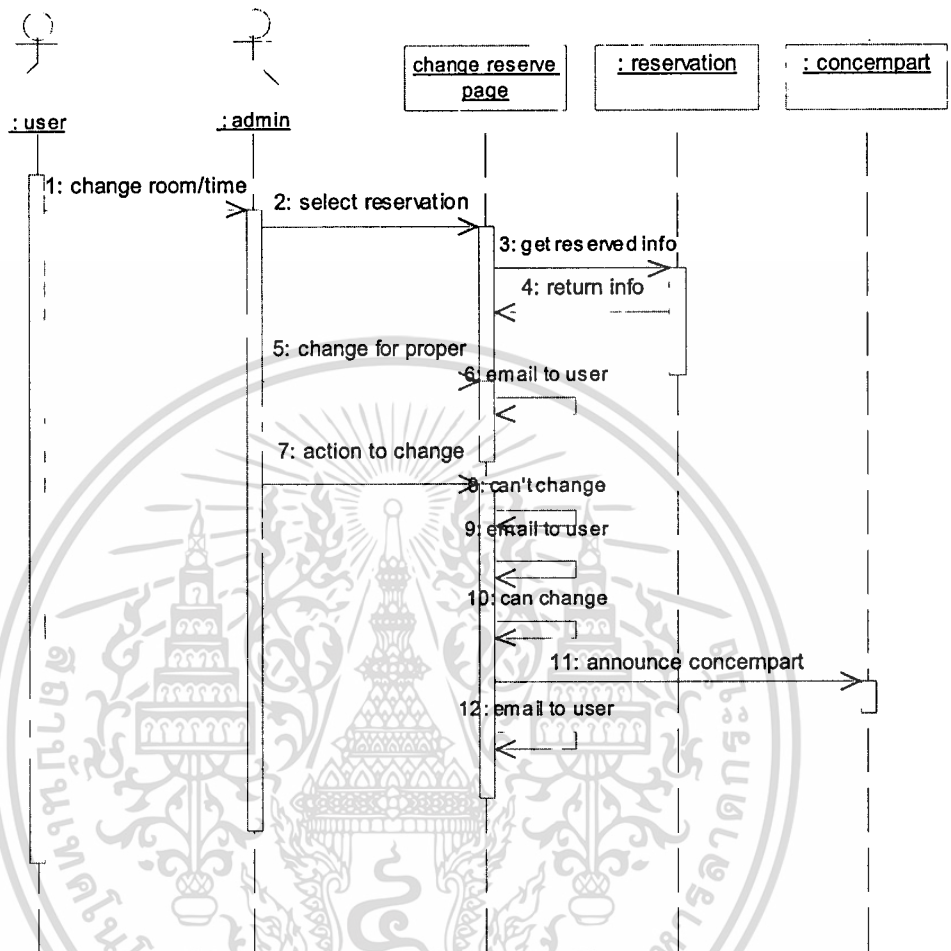 : user
: admin
change reserve
page
: reservation
: concernpart
1: change room/time
2: select reservation
3: get reserved info
4: return info
5: change for proper
6: email to user
7: action to change
8: can't change
9: email to user
10: can change
11: announce concernpart
12: email to user